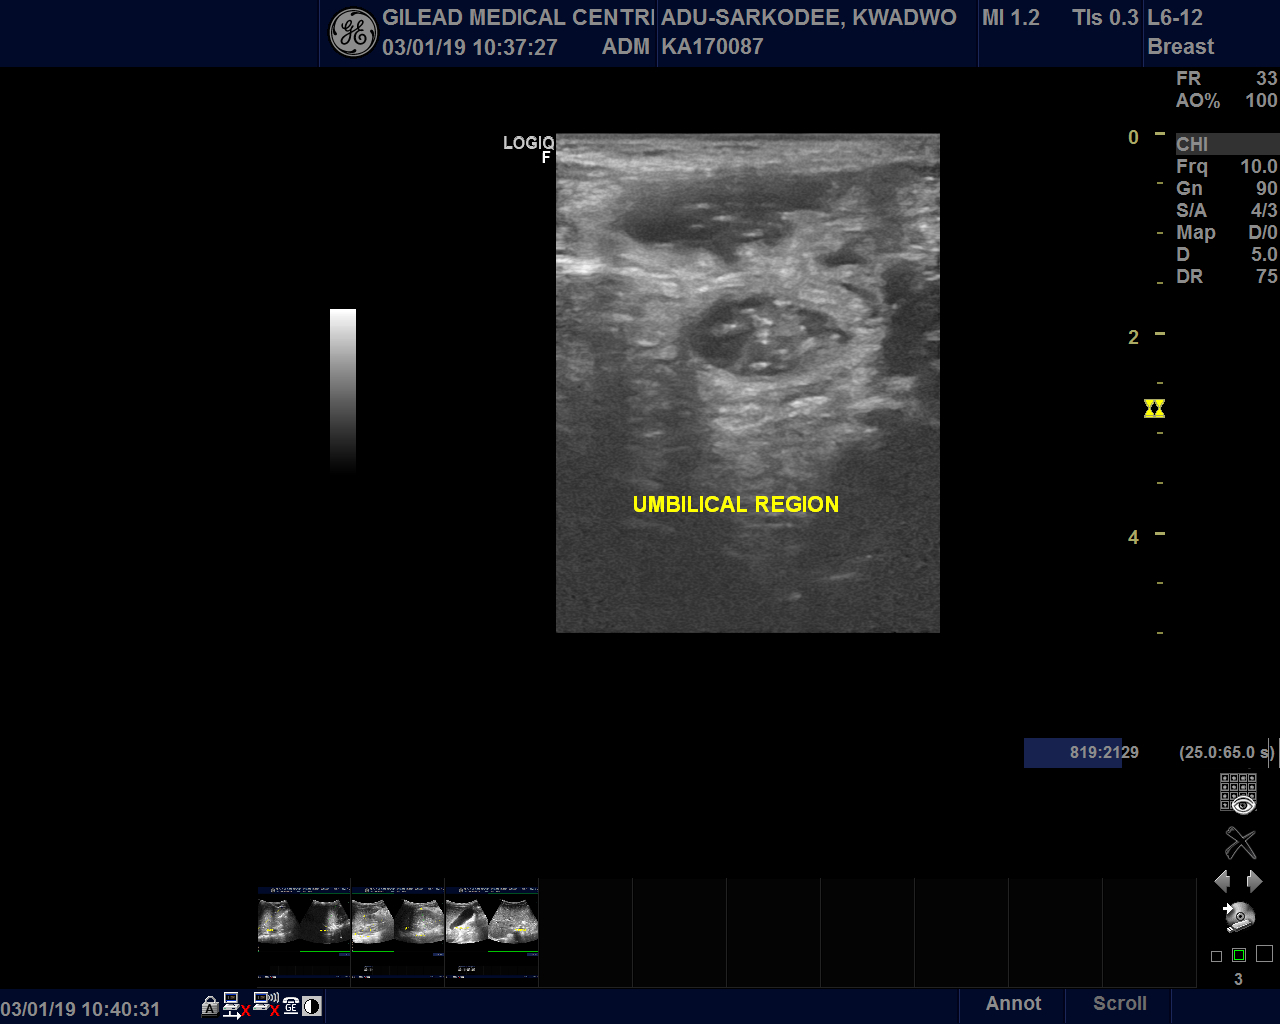 GILEAD MEDICAL CENTR
03/01/19 10:37:27 ADM
ADU-SARKODEE, KWADWO
KA170087
MI 1.2 TIs 0.3
L6-12
Breast
FR 33
AO% 100
CHI
Frq 10.0
Gn 90
S/A 4/3
Map D/0
D 5.0
DR 75
LOGIQ
F
0
2
4
UMBILICAL REGION
819:2129 (25.0:65.0 s)
3
03/01/19 10:40:31
Annot
Scroll